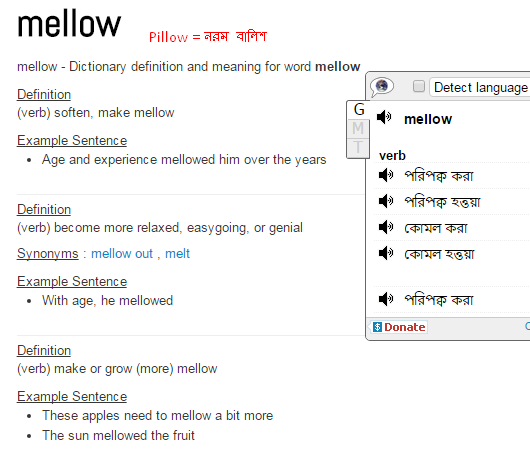 mellow
Pillow = নরম বালিশ
mellow - Dictionary definition and meaning for word mellow
Definition
(verb) soften, make mellow
Example Sentence
• Age and experience mellowed him over the years
Definition
(verb) become more relaxed, easygoing, or genial
Synonyms : mellow out , melt
Example Sentence
• With age, he mellowed
Definition
(verb) make or grow (more) mellow
Example Sentence
• These apples need to mellow a bit more
• The sun mellowed the fruit
Detect language
G
M
T
mellow
verb
পরিপক্ব করা
পরিপক্ব হত্তয়া
কোমল করা
কোমল হত্তয়া
পরিপক্ব করা
$ Donate